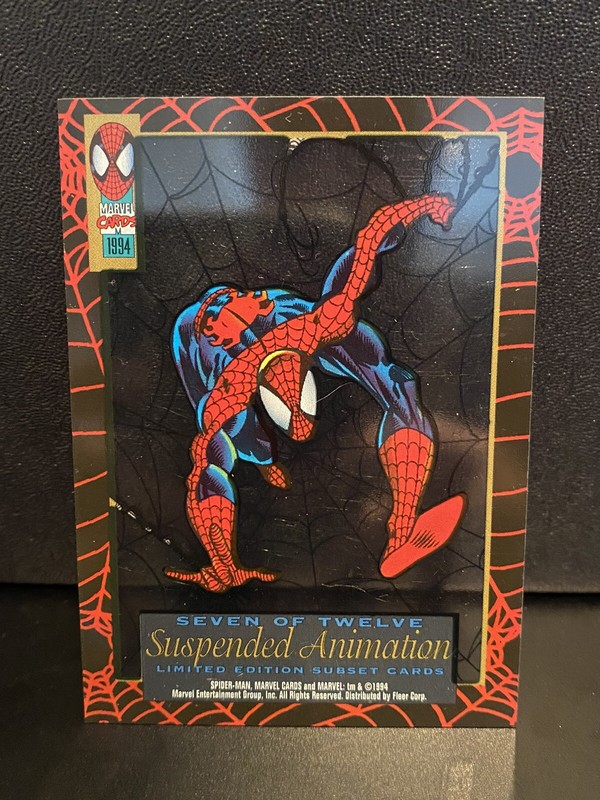 MARVEL
CARDS
M
1994
SEVEN OF TWELVE
Suspended Animation
LIMITED EDITION SUBSET CARDS
SPIDER-MAN, MARVEL CARDS and MARVEL: tm & ©1994
Marvel Entertainment Group, Inc. All Rights Reserved. Distributed by Fleer Corp.